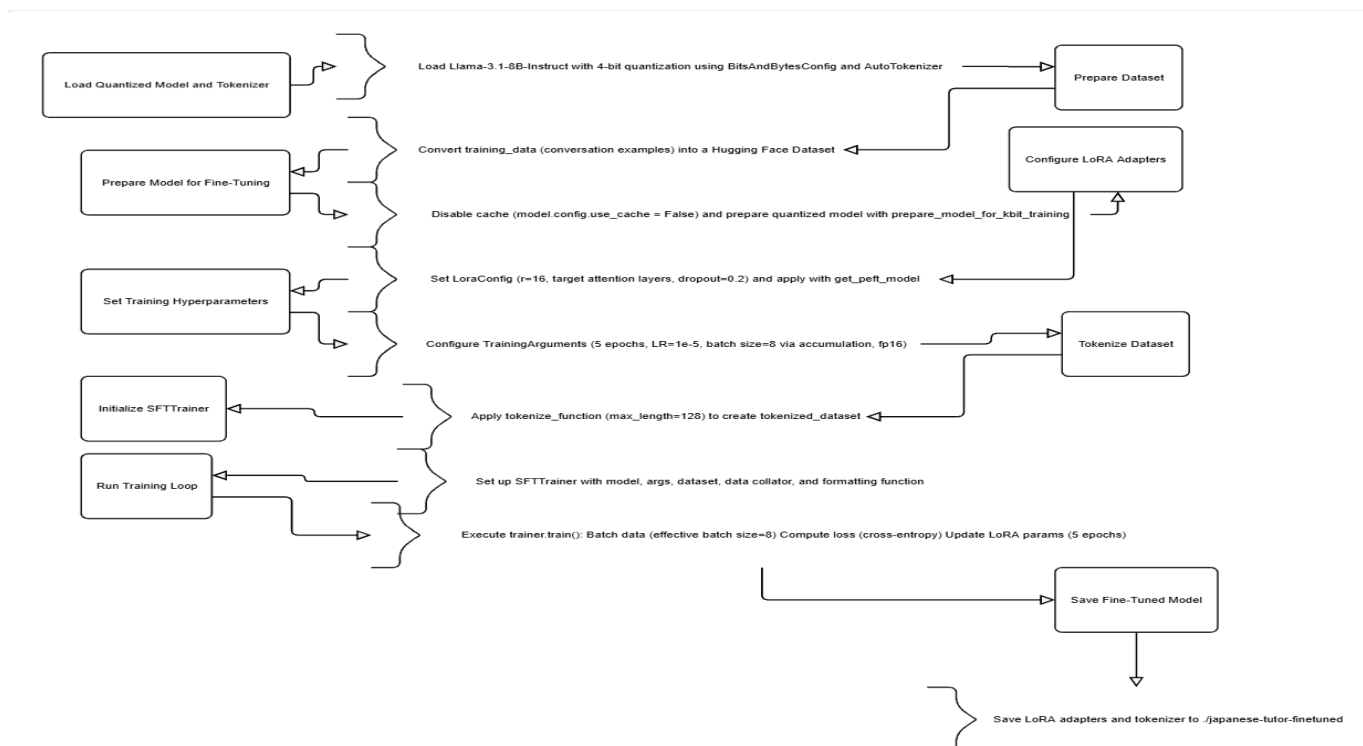 Load Quantized Model and Tokenizer
Load Llama-3.1-8B-Instruct with 4-bit quantization using BitsAndBytesConfig and AutoTokenizer
Prepare Dataset
Convert training_data (conversation examples) into a Hugging Face Dataset
Configure LoRA Adapters
Prepare Model for Fine-Tuning
Disable cache (model.config.use_cache = False) and prepare quantized model with prepare_model_for_kbit_training
Set LoraConfig (r=16, target attention layers, dropout=0.2) and apply with get_peft_model
Set Training Hyperparameters
Configure TrainingArguments (5 epochs, LR=1e-5, batch size=8 via accumulation, fp16)
Tokenize Dataset
Initialize SFTTrainer
Apply tokenize_function (max_length=128) to create tokenized_dataset
Run Training Loop
Set up SFTTrainer with model, args, dataset, data collator, and formatting function
Execute trainer.train(): Batch data (effective batch size=8) Compute loss (cross-entropy) Update LoRA params (5 epochs)
Save Fine-Tuned Model
Save LoRA adapters and tokenizer to ./japanese-tutor-finetuned